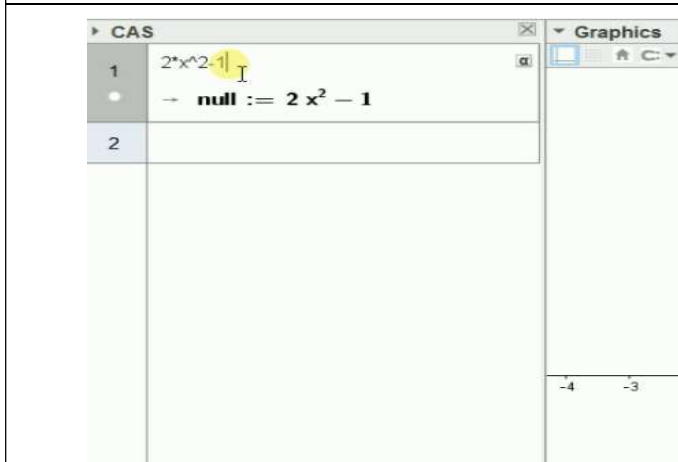 CAS
Graphics
C:
1
2*x^2-1
α
→ null := 2 x² − 1
2
-4
-3